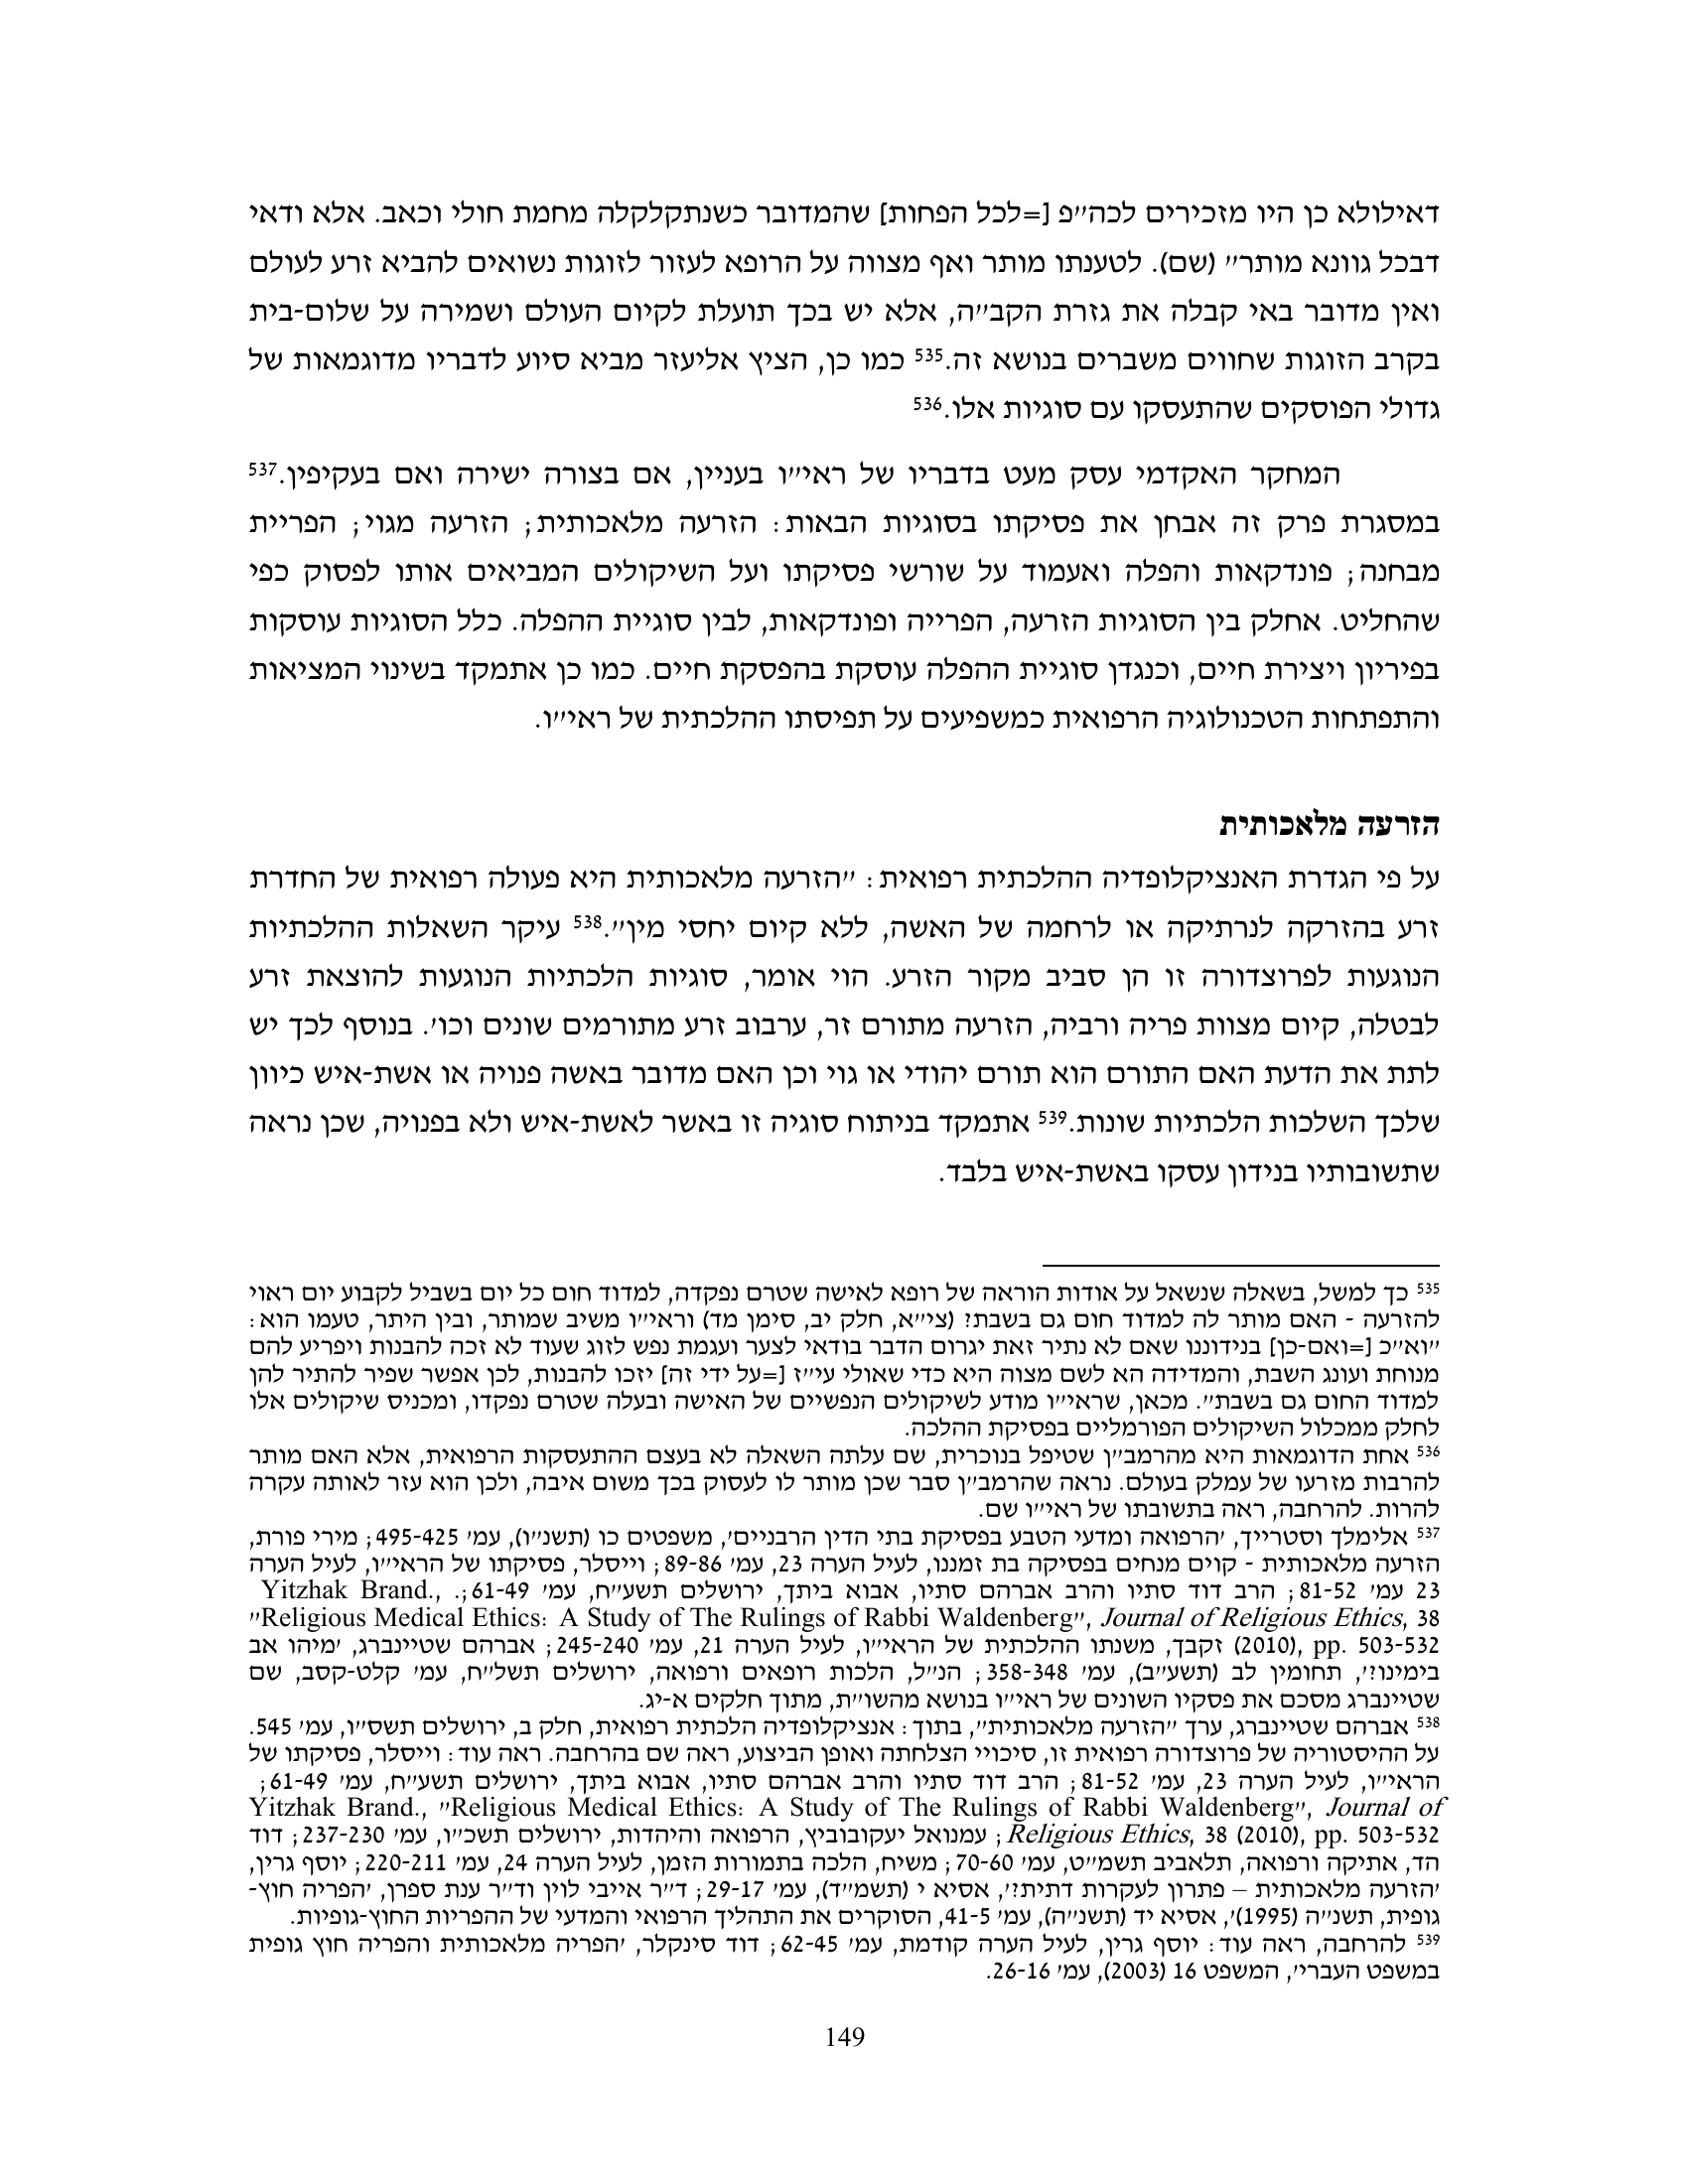 דאילולא כן היו מזכירים לכה״פ [=לכל הפחות] שהמדובר כשנתקלקלה מחמת חולי וכאב. אלא ודאי
דבכל גוונא מותר״ (שם). לטענתו מותר ואף מצווה על הרופא לעזור לזוגות נשואים להביא זרע לעולם
ואין מדובר באי קבלה את גזרת הקב״ה, אלא יש בכך תועלת לקיום העולם ושמירה על שלום-בית
בקרב הזוגות שחווים משברים בנושא זה.535 כמו כן, הציץ אליעזר מביא סיוע לדבריו מדוגמאות של
גדולי הפוסקים שהתעסקו עם סוגיות אלו.536
המחקר האקדמי עסק מעט בדבריו של ראי״ו בעניין, אם בצורה ישירה ואם בעקיפין.537
במסגרת פרק זה אבחן את פסיקתו בסוגיות הבאות: הזרעה מלאכותית; הזרעה מגוי; הפריית
מבחנה; פונדקאות והפלה ואעמוד על שורשי פסיקתו ועל השיקולים המביאים אותו לפסוק כפי
שהחליט. אחלק בין הסוגיות הזרעה, הפרייה ופונדקאות, לבין סוגיית ההפלה. כלל הסוגיות עוסקות
בפיריון ויצירת חיים, וכנגדן סוגיית ההפלה עוסקת בהפסקת חיים. כמו כן אתמקד בשינוי המציאות
והתפתחות הטכנולוגיה הרפואית כמשפיעים על תפיסתו ההלכתית של ראי״ו.
הזרעה מלאכותית
על פי הגדרת האנציקלופדיה ההלכתית רפואית: ״הזרעה מלאכותית היא פעולה רפואית של החדרת
זרע בהזרקה לנרתיקה או לרחמה של האשה, ללא קיום יחסי מין״.538 עיקר השאלות ההלכתיות
הנוגעות לפרוצדורה זו הן סביב מקור הזרע. הוי אומר, סוגיות הלכתיות הנוגעות להוצאת זרע
לבטלה, קיום מצוות פריה ורביה, הזרעה מתורם זר, ערבוב זרע מתורמים שונים וכו׳. בנוסף לכך יש
לתת את הדעת האם התורם הוא תורם יהודי או גוי וכן האם מדובר באשה פנויה או אשת-איש כיוון
שלכך השלכות הלכתיות שונות.539 אתמקד בניתוח סוגיה זו באשר לאשת-איש ולא בפנויה, שכן נראה
שתשובותיו בנידון עסקו באשת-איש בלבד.
535 כך למשל, בשאלה שנשאל על אודות הוראה של רופא לאישה שטרם נפקדה, למדוד חום כל יום בשביל לקבוע יום ראוי
להזרעה - האם מותר לה למדוד חום גם בשבת? (צי״א, חלק יב, סימן מד) וראי״ו משיב שמותר, ובין היתר, טעמו הוא:
״וא״כ [=ואם-כן] בנידוננו שאם לא נתיר זאת יגרום הדבר בודאי לצער ועגמת נפש לזוג שעוד לא זכה להבנות ויפריע להם
מנוחת ועונג השבת, והמדידה הא לשם מצוה היא כדי שאולי עי״ז [=על ידי זה] יזכו להבנות, לכן אפשר שפיר להתיר להן
למדוד החום גם בשבת״. מכאן, שראי״ו מודע לשיקולים הנפשיים של האישה ובעלה שטרם נפקדו, ומכניס שיקולים אלו
לחלק ממכלול השיקולים הפורמליים בפסיקת ההלכה.
536 אחת הדוגמאות היא מהרמב״ן שטיפל בנוכרית, שם עלתה השאלה לא בעצם ההתעסקות הרפואית, אלא האם מותר
להרבות מזרעו של עמלק בעולם. נראה שהרמב״ן סבר שכן מותר לו לעסוק בכך משום איבה, ולכן הוא עזר לאותה עקרה
להרות. להרחבה, ראה בתשובתו של ראי״ו שם.
537 אלימלך וסטרייך, ׳הרפואה ומדעי הטבע בפסיקת בתי הדין הרבניים׳, משפטים כו (תשנ״ו), עמ׳ 495-425; מירי פורת,
הזרעה מלאכותית - קוים מנחים בפסיקה בת זמננו, לעיל הערה 23, עמ׳ 89-86; וייסלר, פסיקתו של הראי״ו, לעיל הערה
23 עמ׳ 81-52; הרב דוד סתיו והרב אברהם סתיו, אבוא ביתך, ירושלים תשע״ח, עמ׳ 61-49;. Yitzhak Brand.,
״Religious Medical Ethics: A Study of The Rulings of Rabbi Waldenberg״, Journal of Religious Ethics, 38
(2010), pp. 503-532 זקבך, משנתו ההלכתית של הראי״ו, לעיל הערה 21, עמ׳ 245-240; אברהם שטיינברג, ׳מיהו אב
בימינו?׳, תחומין לב (תשע״ב), עמ׳ 358-348; הנ״ל, הלכות רופאים ורפואה, ירושלים תשל״ח, עמ׳ קלט-קסב, שם
שטיינברג מסכם את פסקיו השונים של ראי״ו בנושא מהשו״ת, מתוך חלקים א-יג.
538 אברהם שטיינברג, ערך ״הזרעה מלאכותית״, בתוך: אנציקלופדיה הלכתית רפואית, חלק ב, ירושלים תשס״ו, עמ׳ 545.
על ההיסטוריה של פרוצדורה רפואית זו, סיכויי הצלחתה ואופן הביצוע, ראה שם בהרחבה. ראה עוד: וייסלר, פסיקתו של
הראי״ו, לעיל הערה 23, עמ׳ 81-52; הרב דוד סתיו והרב אברהם סתיו, אבוא ביתך, ירושלים תשע״ח, עמ׳ 61-49;
Yitzhak Brand., ״Religious Medical Ethics: A Study of The Rulings of Rabbi Waldenberg״, Journal of
Religious Ethics, 38 (2010), pp. 503-532; עמנואל יעקובוביץ, הרפואה והיהדות, ירושלים תשכ״ו, עמ׳ 237-230; דוד
הד, אתיקה ורפואה, תלאביב תשמ״ט, עמ׳ 70-60; משיח, הלכה בתמורות הזמן, לעיל הערה 24, עמ׳ 220-211; יוסף גרין,
׳הזרעה מלאכותית – פתרון לעקרות דתית?׳, אסיא י (תשמ״ד), עמ׳ 29-17; ד״ר אייבי לוין וד״ר ענת ספרן, ׳הפריה חוץ-
גופית, תשנ״ה (1995)׳, אסיא יד (תשנ״ה), עמ׳ 41-5, הסוקרים את התהליך הרפואי והמדעי של ההפריות החוץ-גופיות.
539 להרחבה, ראה עוד: יוסף גרין, לעיל הערה קודמת, עמ׳ 62-45; דוד סינקלר, ׳הפריה מלאכותית והפריה חוץ גופית
במשפט העברי׳, המשפט 16 (2003), עמ׳ 26-16.
149